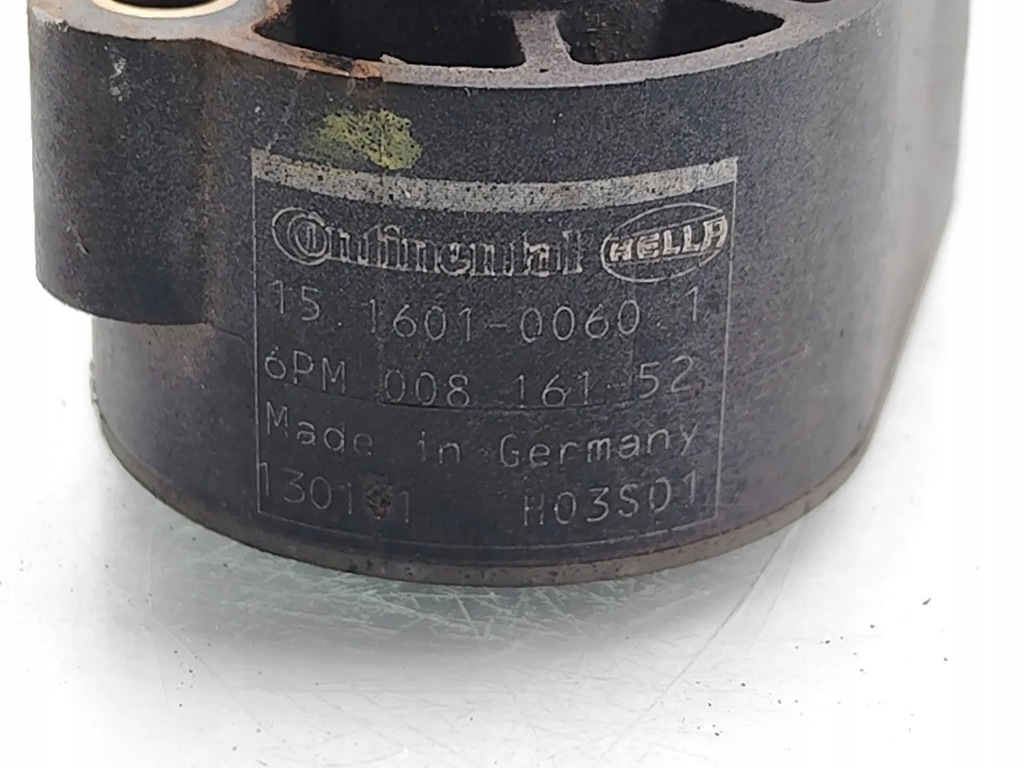 Continental HELLA
15.1601-0060.1
6PM 008 161-52
Made in Germany
H03S01